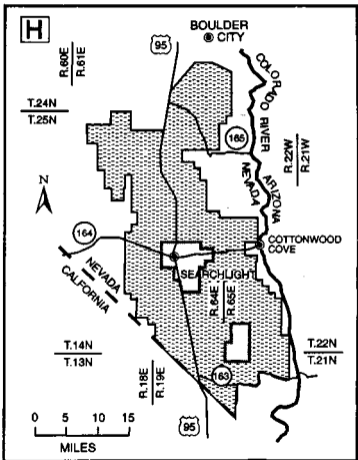 H
BOULDER
CITY
95
R.60E
R.61E
COLORADO RIVER
T.24N
T.25N
165
R.22W
R.21W
NEVADA
ARIZONA
N
164
COTTONWOOD
COVE
SEARCHLIGHT
NEVADA
CALFORNIA
R.64E
R.65E
T.14N
T.13N
T.22N
T.21N
R.18E
R.19E
163
0 5 10 15
MILES
95